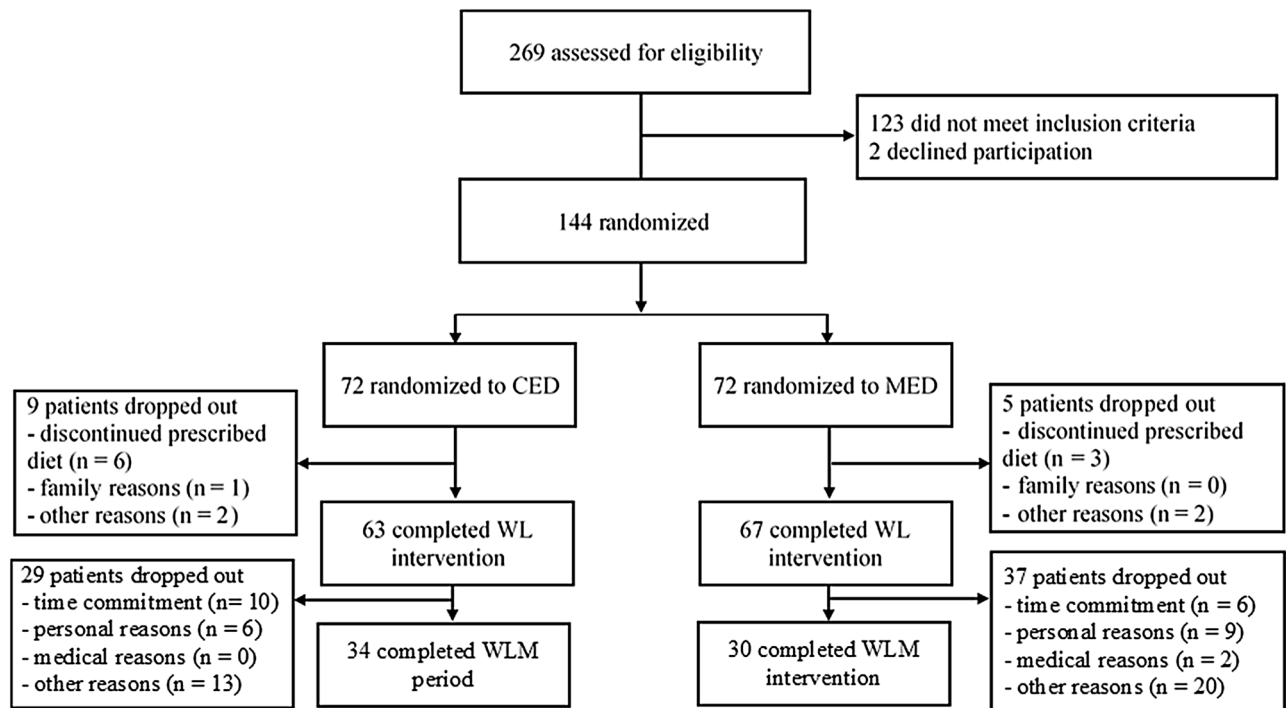 269 assessed for eligibility
123 did not meet inclusion criteria
2 declined participation
144 randomized
72 randomized to CED
72 randomized to MED
9 patients dropped out
- discontinued prescribed
diet (n = 6)
- family reasons (n = 1)
- other reasons (n = 2)
5 patients dropped out
- discontinued prescribed
diet (n = 3)
- family reasons (n = 0)
- other reasons (n = 2)
63 completed WL
intervention
67 completed WL
intervention
29 patients dropped out
- time commitment (n= 10)
- personal reasons (n = 6)
- medical reasons (n = 0)
- other reasons (n = 13)
37 patients dropped out
- time commitment (n = 6)
- personal reasons (n = 9)
- medical reasons (n = 2)
- other reasons (n = 20)
34 completed WLM
period
30 completed WLM
intervention